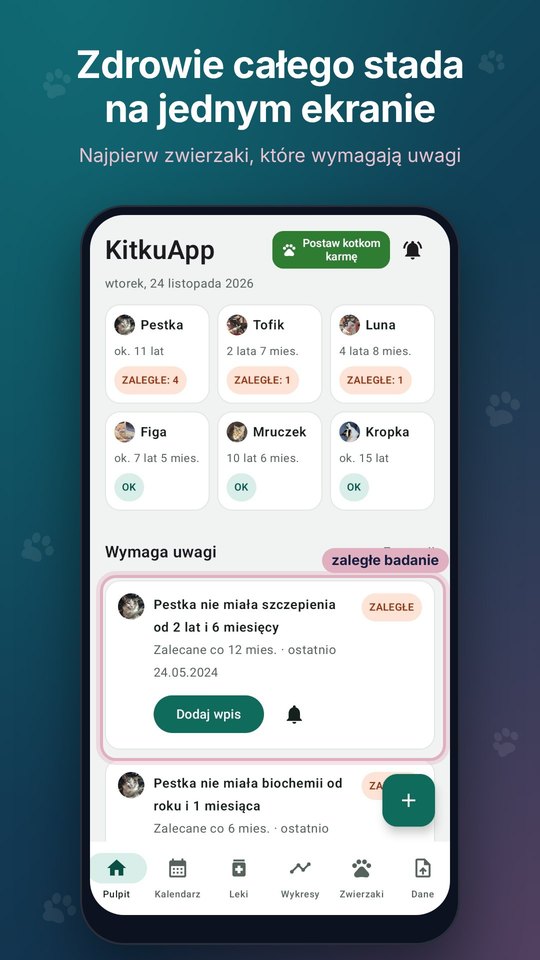 Zdrowie całego stada
na jednym ekranie
Najpierw zwierzaki, które wymagają uwagi
KitkuApp
Postaw kotkom
karmę
wtorek, 24 listopada 2026
Pestka
ok. 11 lat
ZALEGŁE: 4
Tofik
2 lata 7 mies.
ZALEGŁE: 1
Luna
4 lata 8 mies.
ZALEGŁE: 1
Figa
ok. 7 lat 5 mies.
OK
Mruczek
10 lat 6 mies.
OK
Kropka
ok. 15 lat
OK
Wymaga uwagi
zaległe badanie
Pestka nie miała szczepienia
od 2 lat i 6 miesięcy
ZALEGŁE
Zalecane co 12 mies. · ostatnio
24.05.2024
Dodaj wpis
Pestka nie miała biochemii od
roku i 1 miesiąca
Zalecane co 6 mies. · ostatnio
Pulpit
Kalendarz
Leki
Wykresy
Zwierzaki
Dane